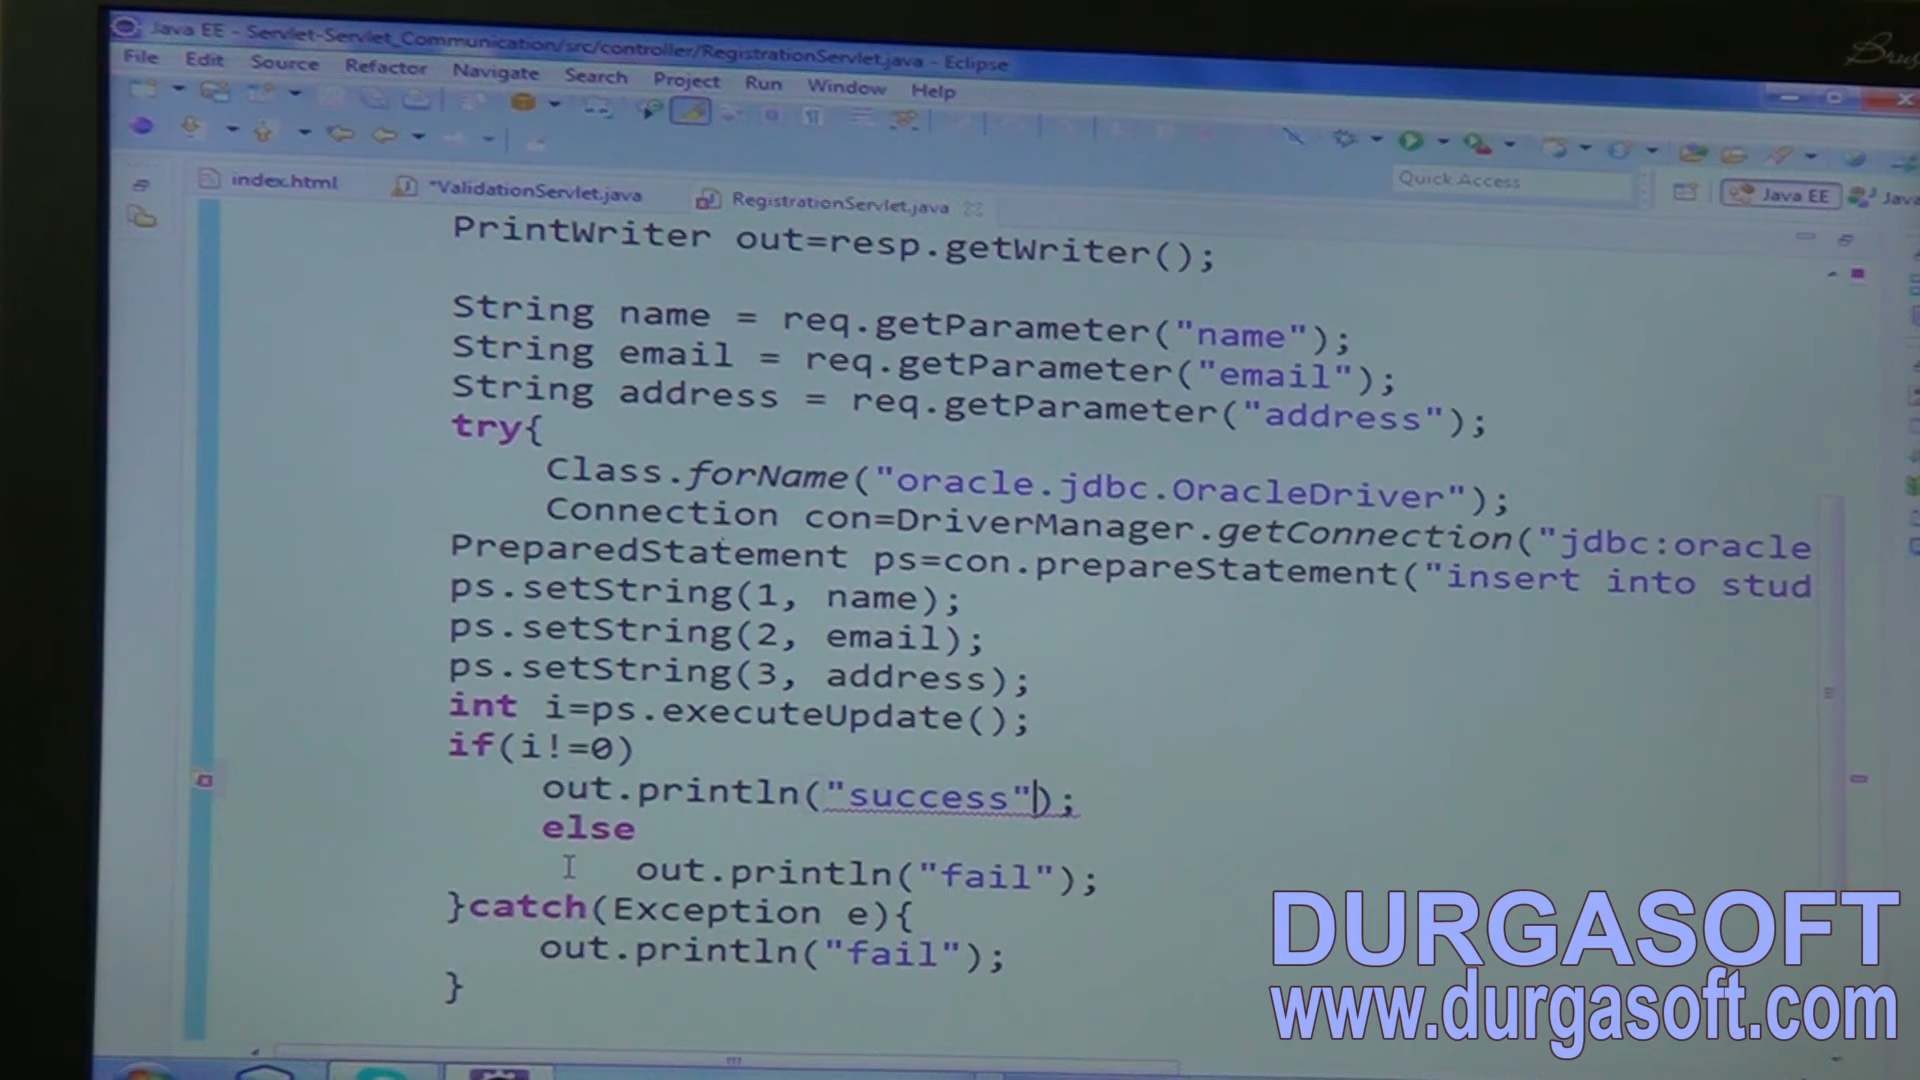 Java EE - Servlet-Servlet_Communication/src/controller/RegistrationServlet.java - Eclipse
File Edit Source Refactor Navigate Search Project Run Window Help
Quick Access
Java EE
Java
index.html
*ValidationServlet.java
RegistrationServlet.java
PrintWriter out=resp.getWriter();
String name = req.getParameter("name");
String email = req.getParameter("email");
String address = req.getParameter("address");
try{
Class.forName("oracle.jdbc.OracleDriver");
Connection con=DriverManager.getConnection("jdbc:oracle
PreparedStatement ps=con.prepareStatement("insert into stud
ps.setString(1, name);
ps.setString(2, email);
ps.setString(3, address);
int i=ps.executeUpdate();
if(i!=0)
out.println("success");
else
out.println("fail");
}catch(Exception e){
out.println("fail");
}
DURGASOFT
www.durgasoft.com